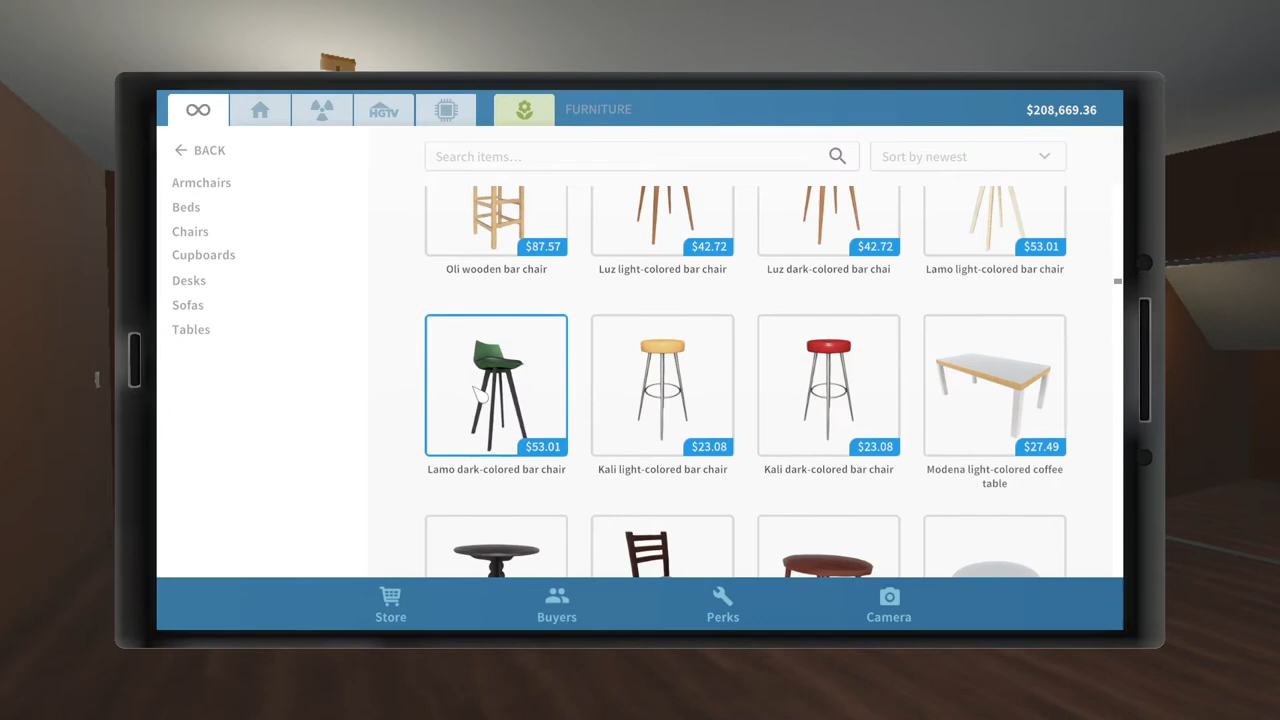 HGTV
FURNITURE
$208,669.36
BACK
Search items...
Sort by newest
Armchairs
Beds
Chairs
Cupboards
Desks
Sofas
Tables
$87.57
$42.72
$42.72
$53.01
Oli wooden bar chair
Luz light-colored bar chair
Luz dark-colored bar chai
Lamo light-colored bar chair
$53.01
$23.08
$23.08
$27.49
Lamo dark-colored bar chair
Kali light-colored bar chair
Kali dark-colored bar chair
Modena light-colored coffee
table
Store
Buyers
Perks
Camera